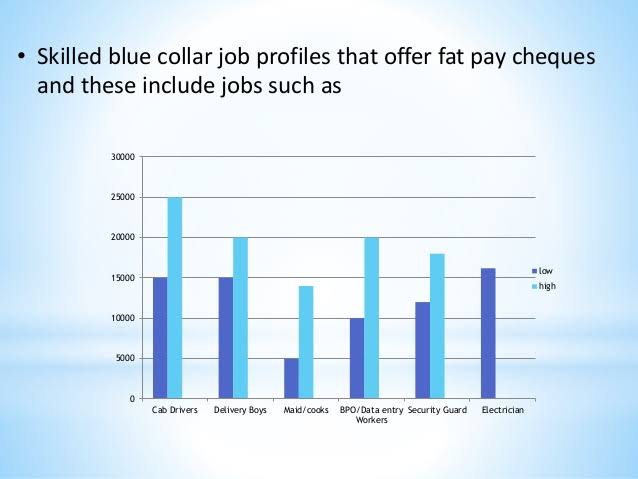 • Skilled blue collar job profiles that offer fat pay cheques
and these include jobs such as
30000
25000
20000
15000
10000
5000
0
low
high
Cab Drivers Delivery Boys Maid/cooks BPO/Data entry Security Guard Electrician
Workers